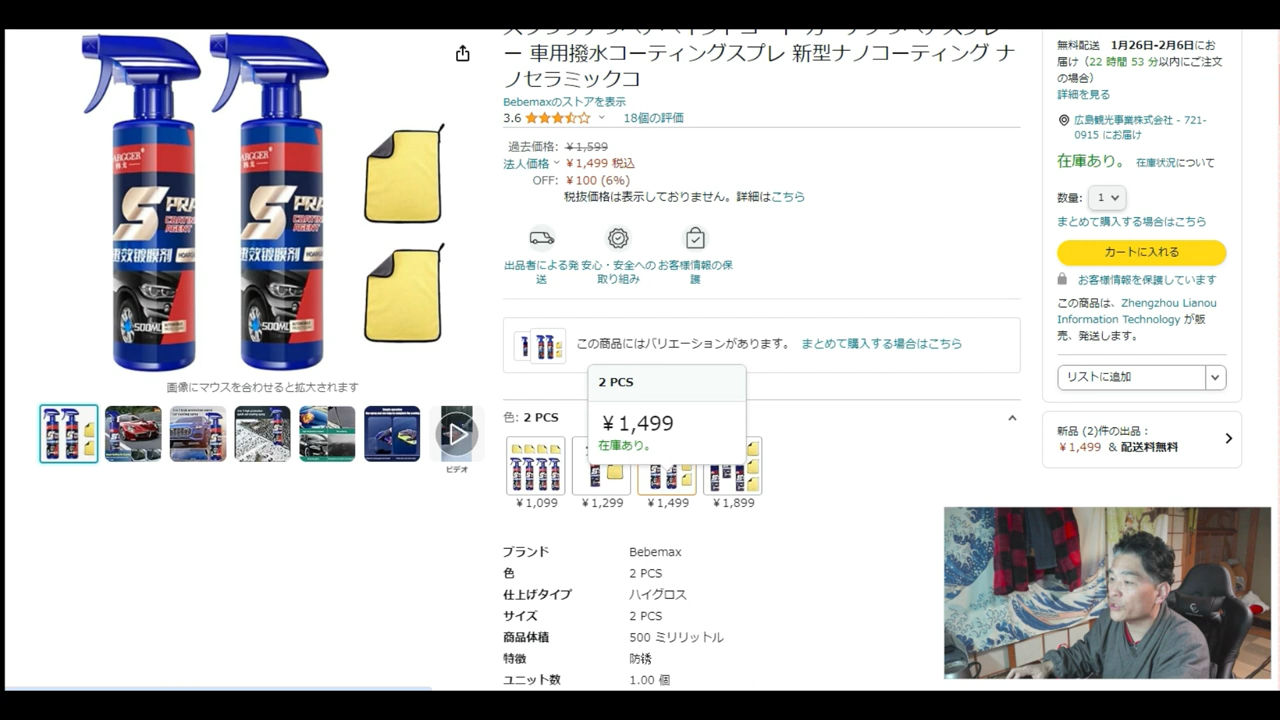 ー 車用撥水コーティングスプレ 新型ナノコーティング ナ
ノセラミックコ
Bebemaxのストアを表示
3.6
18個の評価
過去価格: ¥1,599
法人価格 ¥1,499 税込
OFF: ¥100 (6%)
税抜価格は表示しておりません。詳細はこちら
出品者による発
送
安心・安全への
取り組み
お客様情報の保
護
この商品にはバリエーションがあります。 まとめて購入する場合はこちら
2 PCS
¥1,499
在庫あり。
色: 2 PCS
¥1,099
¥1,299
¥1,499
¥1,899
ブランド Bebemax
色 2 PCS
仕上げタイプ ハイグロス
サイズ 2 PCS
商品体積 500 ミリリットル
特徴 防锈
ユニット数 1.00 個
S PRA
COATING
AGENT
速效镀膜剂
500ML
S PRA
COATING
AGENT
速效镀膜剂
500ML
画像にマウスを合わせると拡大されます
ビデオ
無料配送 1月26日-2月6日にお
届け（22 時間 53 分以内にご注文
の場合）
詳細を見る
広島観光事業株式会社 - 721-
0915 にお届け
在庫あり。 在庫状況について
数量: 1
まとめて購入する場合はこちら
カートに入れる
お客様情報を保護しています
この商品は、Zhengzhou Lianou
Information Technology が販
売、発送します。
リストに追加
新品 (2)件の出品：
¥1,499 & 配送料無料